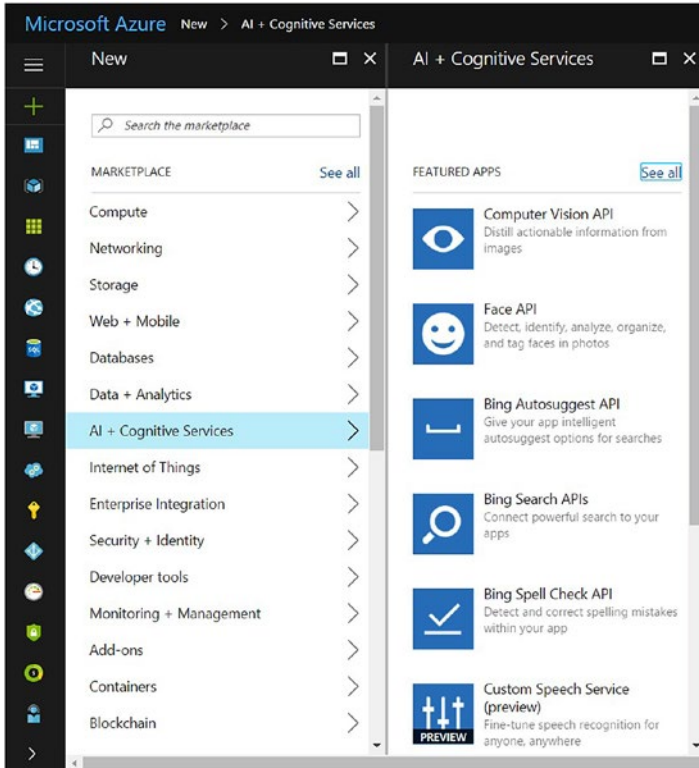 Microsoft Azure New > AI + Cognitive Services
New
Search the marketplace
MARKETPLACE See all
Compute
Networking
Storage
Web + Mobile
Databases
Data + Analytics
AI + Cognitive Services
Internet of Things
Enterprise Integration
Security + Identity
Developer tools
Monitoring + Management
Add-ons
Containers
Blockchain
AI + Cognitive Services
FEATURED APPS See all
Computer Vision API
Distill actionable information from
images
Face API
Detect, identify, analyze, organize,
and tag faces in photos
Bing Autosuggest API
Give your app intelligent
autosuggest options for searches
Bing Search APIs
Connect powerful search to your
apps
Bing Spell Check API
Detect and correct spelling mistakes
within your app
PREVIEW
Custom Speech Service
(preview)
Fine-tune speech recognition for
anyone, anywhere
SQL